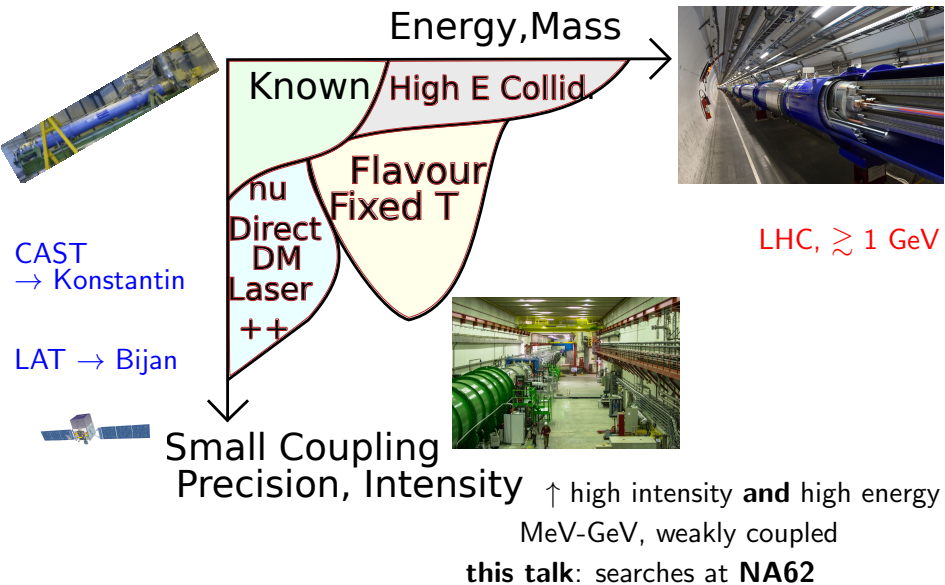 Energy,Mass
Known
High E Collid.
Flavour
Fixed T
nu
Direct
DM
Laser
++
CAST
→ Konstantin
LAT → Bijan
LHC, ≳ 1 GeV
Small Coupling
Precision, Intensity
↑ high intensity and high energy
MeV-GeV, weakly coupled
this talk: searches at NA62